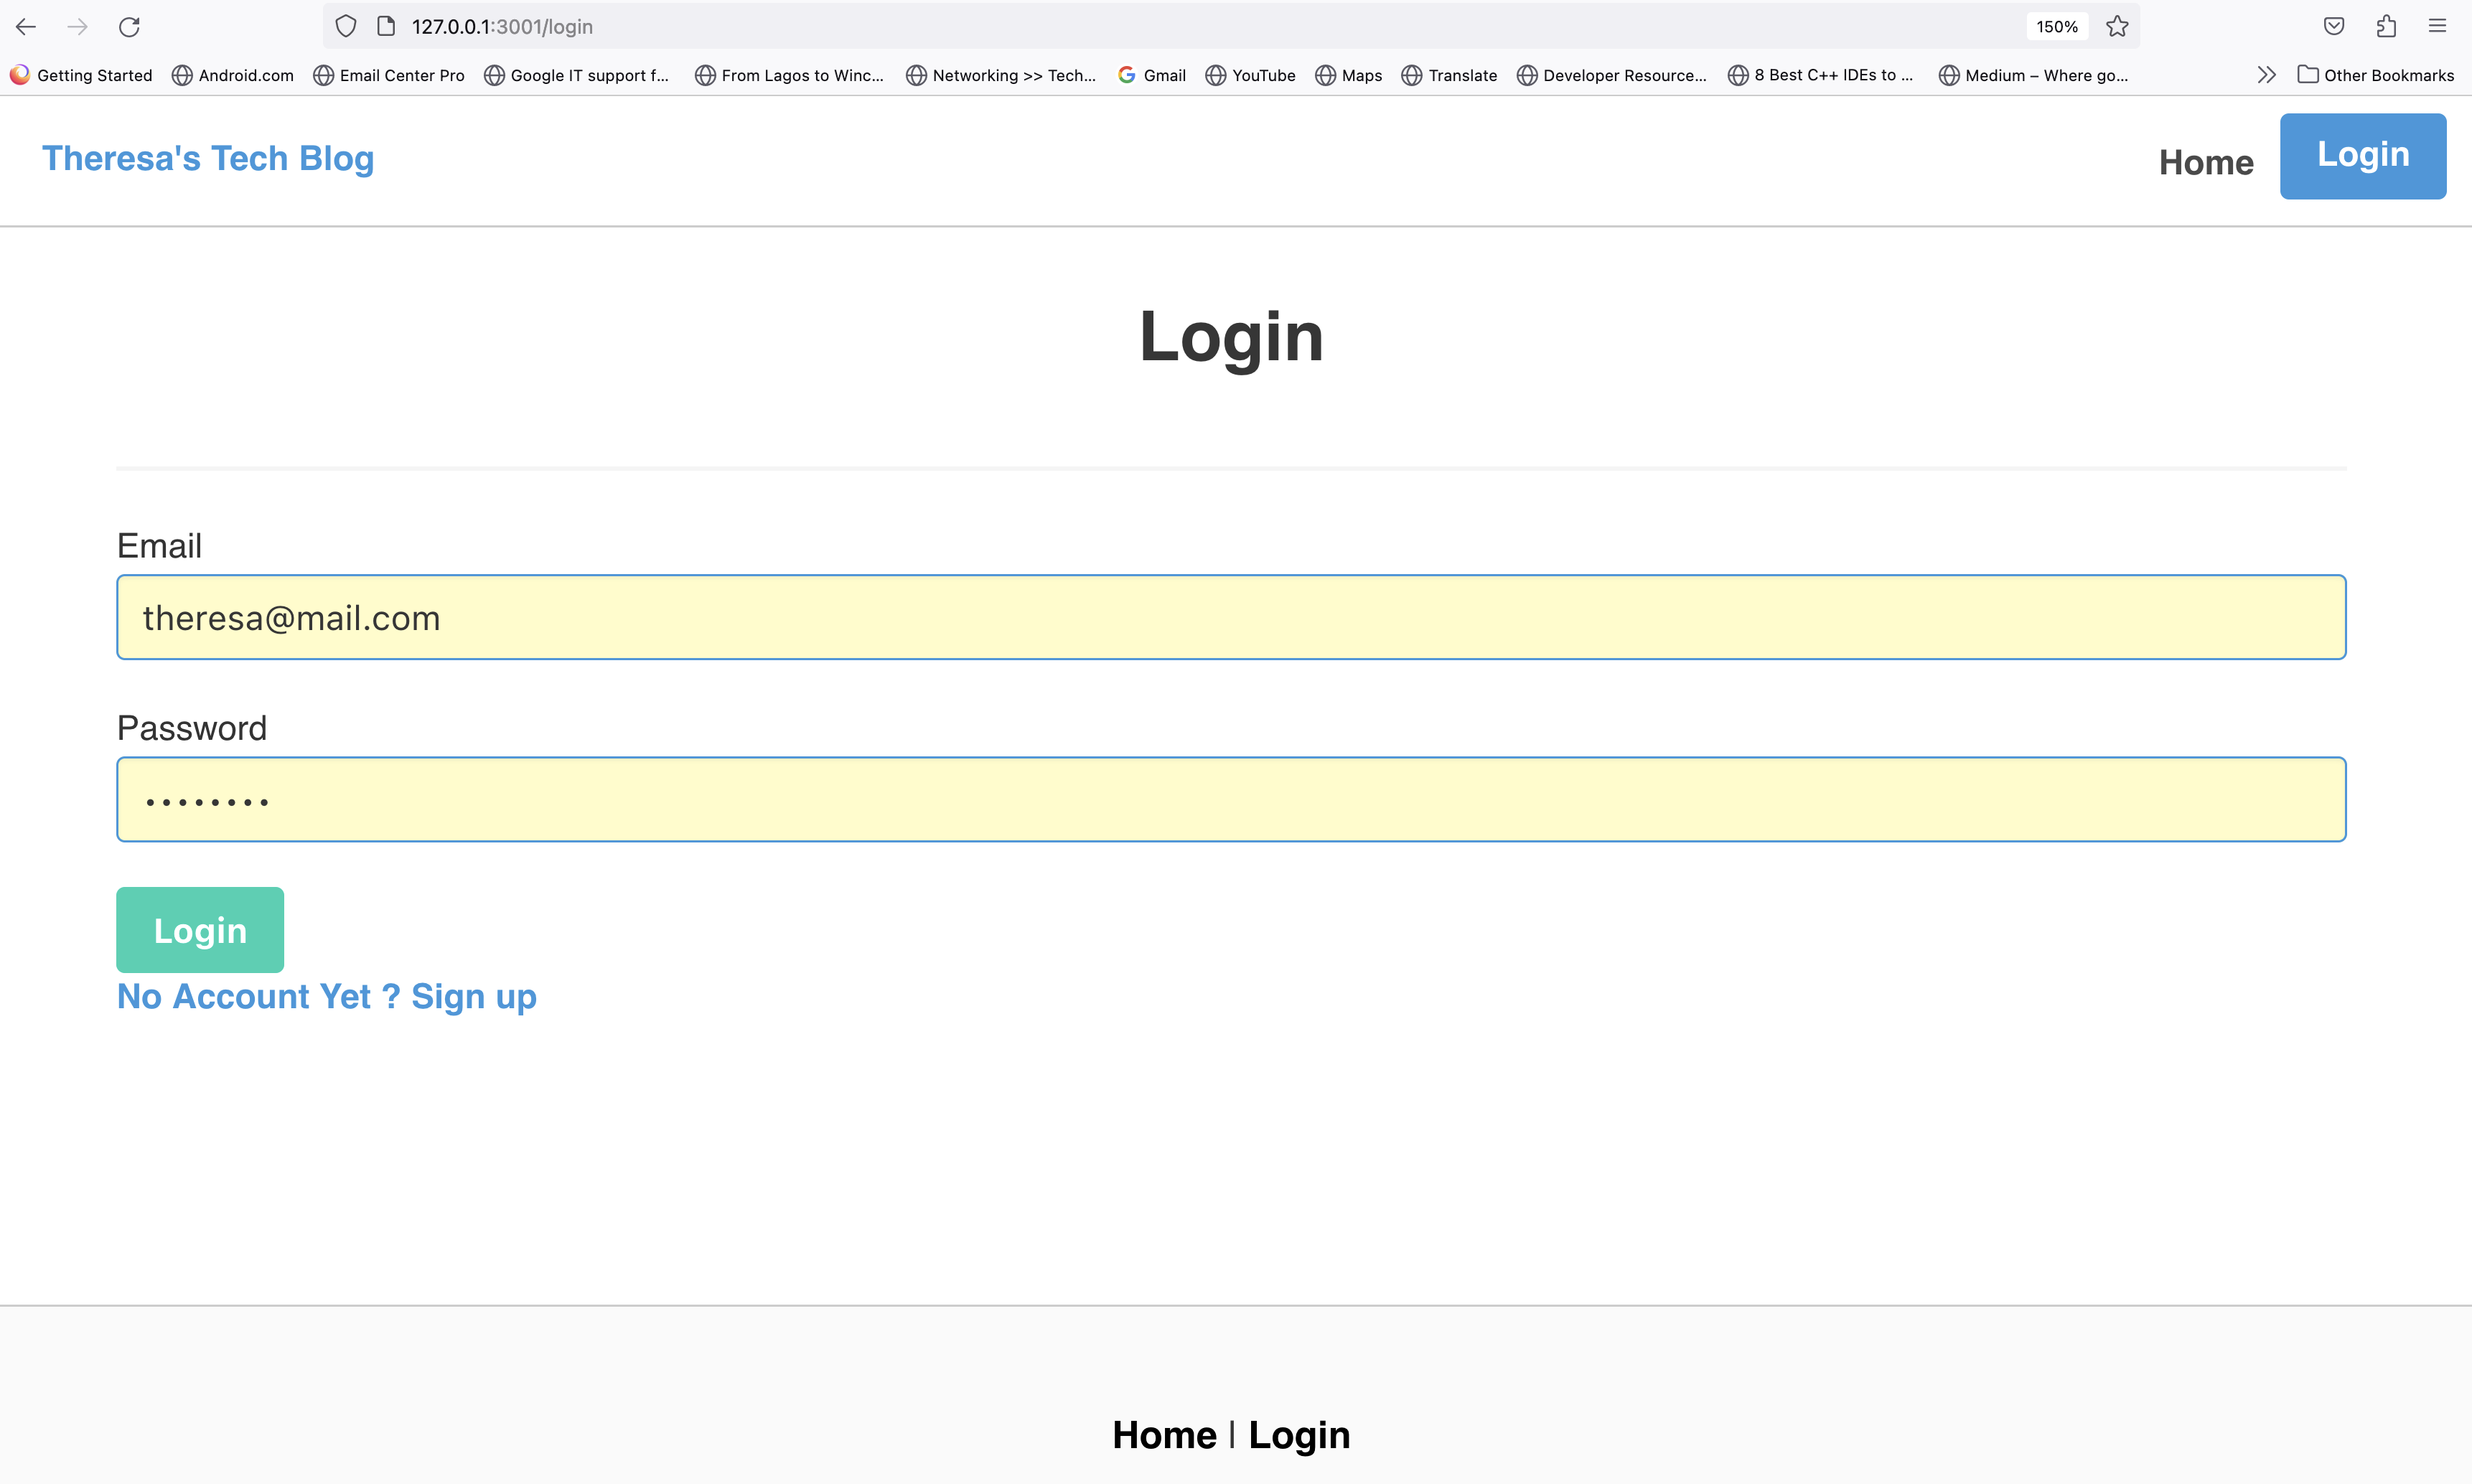 127.0.0.1:3001/login 150%
Getting Started Android.com Email Center Pro Google IT support f... From Lagos to Winc... Networking >> Tech... Gmail YouTube Maps Translate Developer Resource... 8 Best C++ IDEs to ... Medium – Where go... Other Bookmarks
Theresa's Tech Blog Home Login
Login
Email
theresa@mail.com
Password
••••••••
Login
No Account Yet ? Sign up
Home | Login